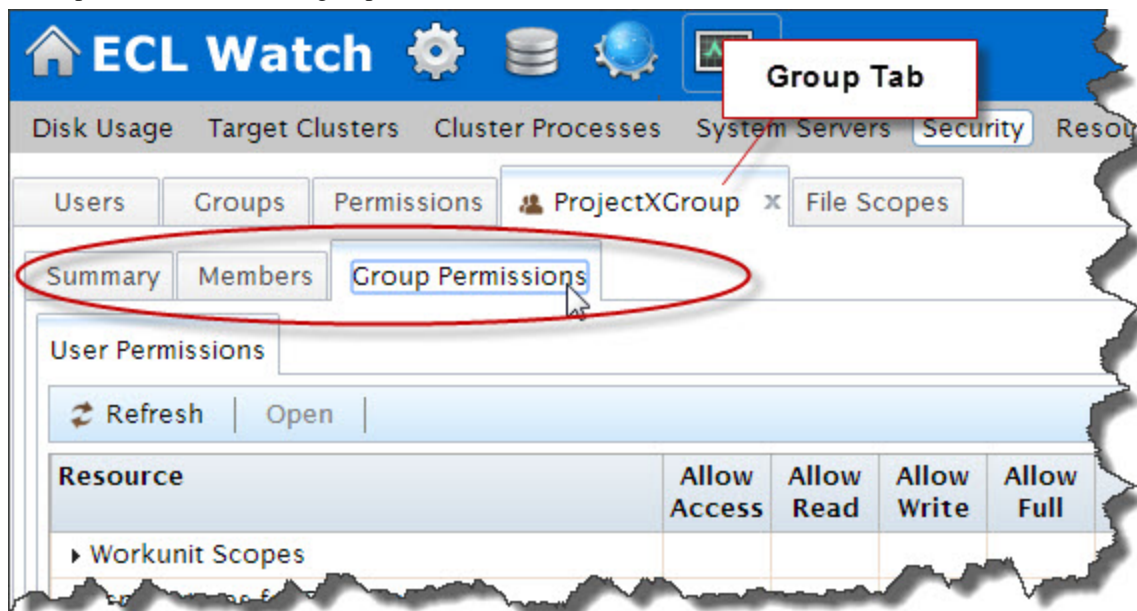 ECL Watch
Group Tab
Disk Usage Target Clusters Cluster Processes System Servers Security
Users Groups Permissions ProjectXGroup x File Scopes
Summary Members Group Permissions
User Permissions
Refresh Open
Resource Allow Access Allow Read Allow Write Allow Full
Workunit Scopes